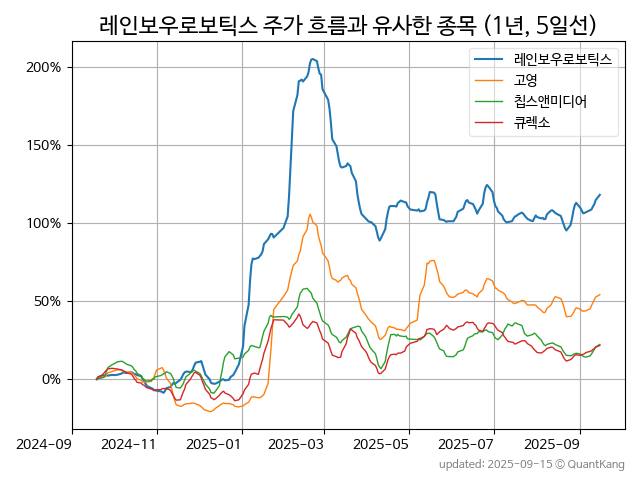 레인보우로보틱스 주가 흐름과 유사한 종목 (1년, 5일선)
레인보우로보틱스
고영
칩스앤미디어
큐렉소
200%
150%
100%
50%
0%
2024-09 2024-11 2025-01 2025-03 2025-05 2025-07 2025-09
updated: 2025-09-15 © QuantKang